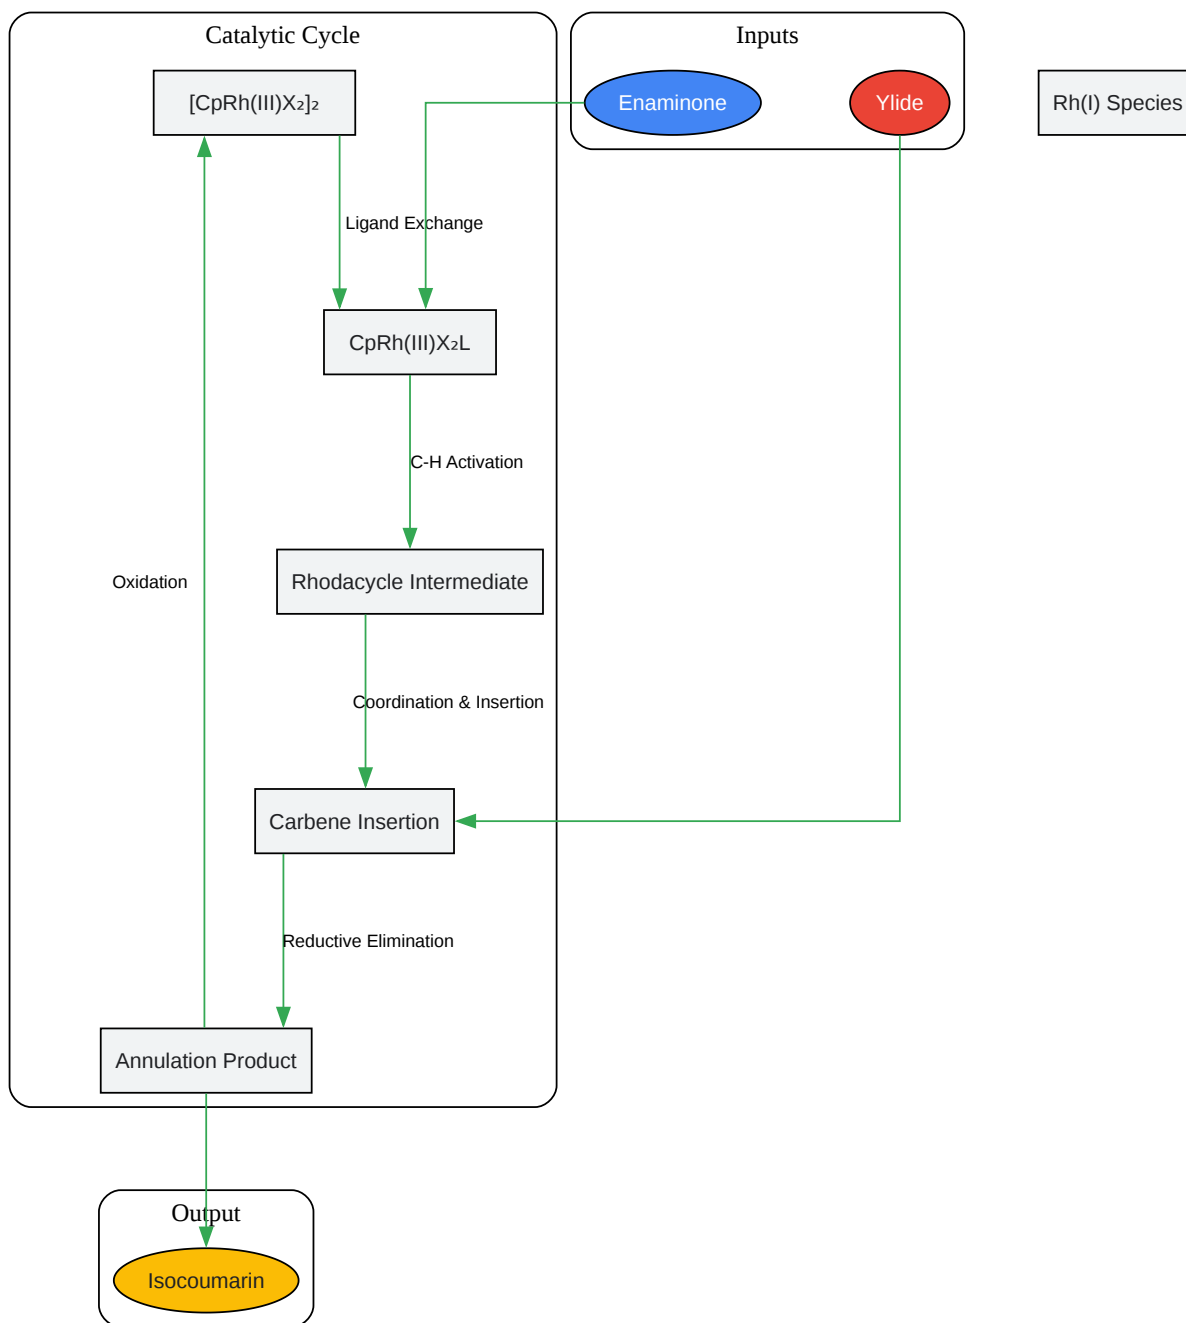 Catalytic Cycle
Inputs
[CpRh(III)X₂]₂
Enaminone
Ylide
Rh(I) Species
Ligand Exchange
CpRh(III)X₂L
C-H Activation
Oxidation
Rhodacycle Intermediate
Coordination & Insertion
Carbene Insertion
Reductive Elimination
Annulation Product
Output
Isocoumarin